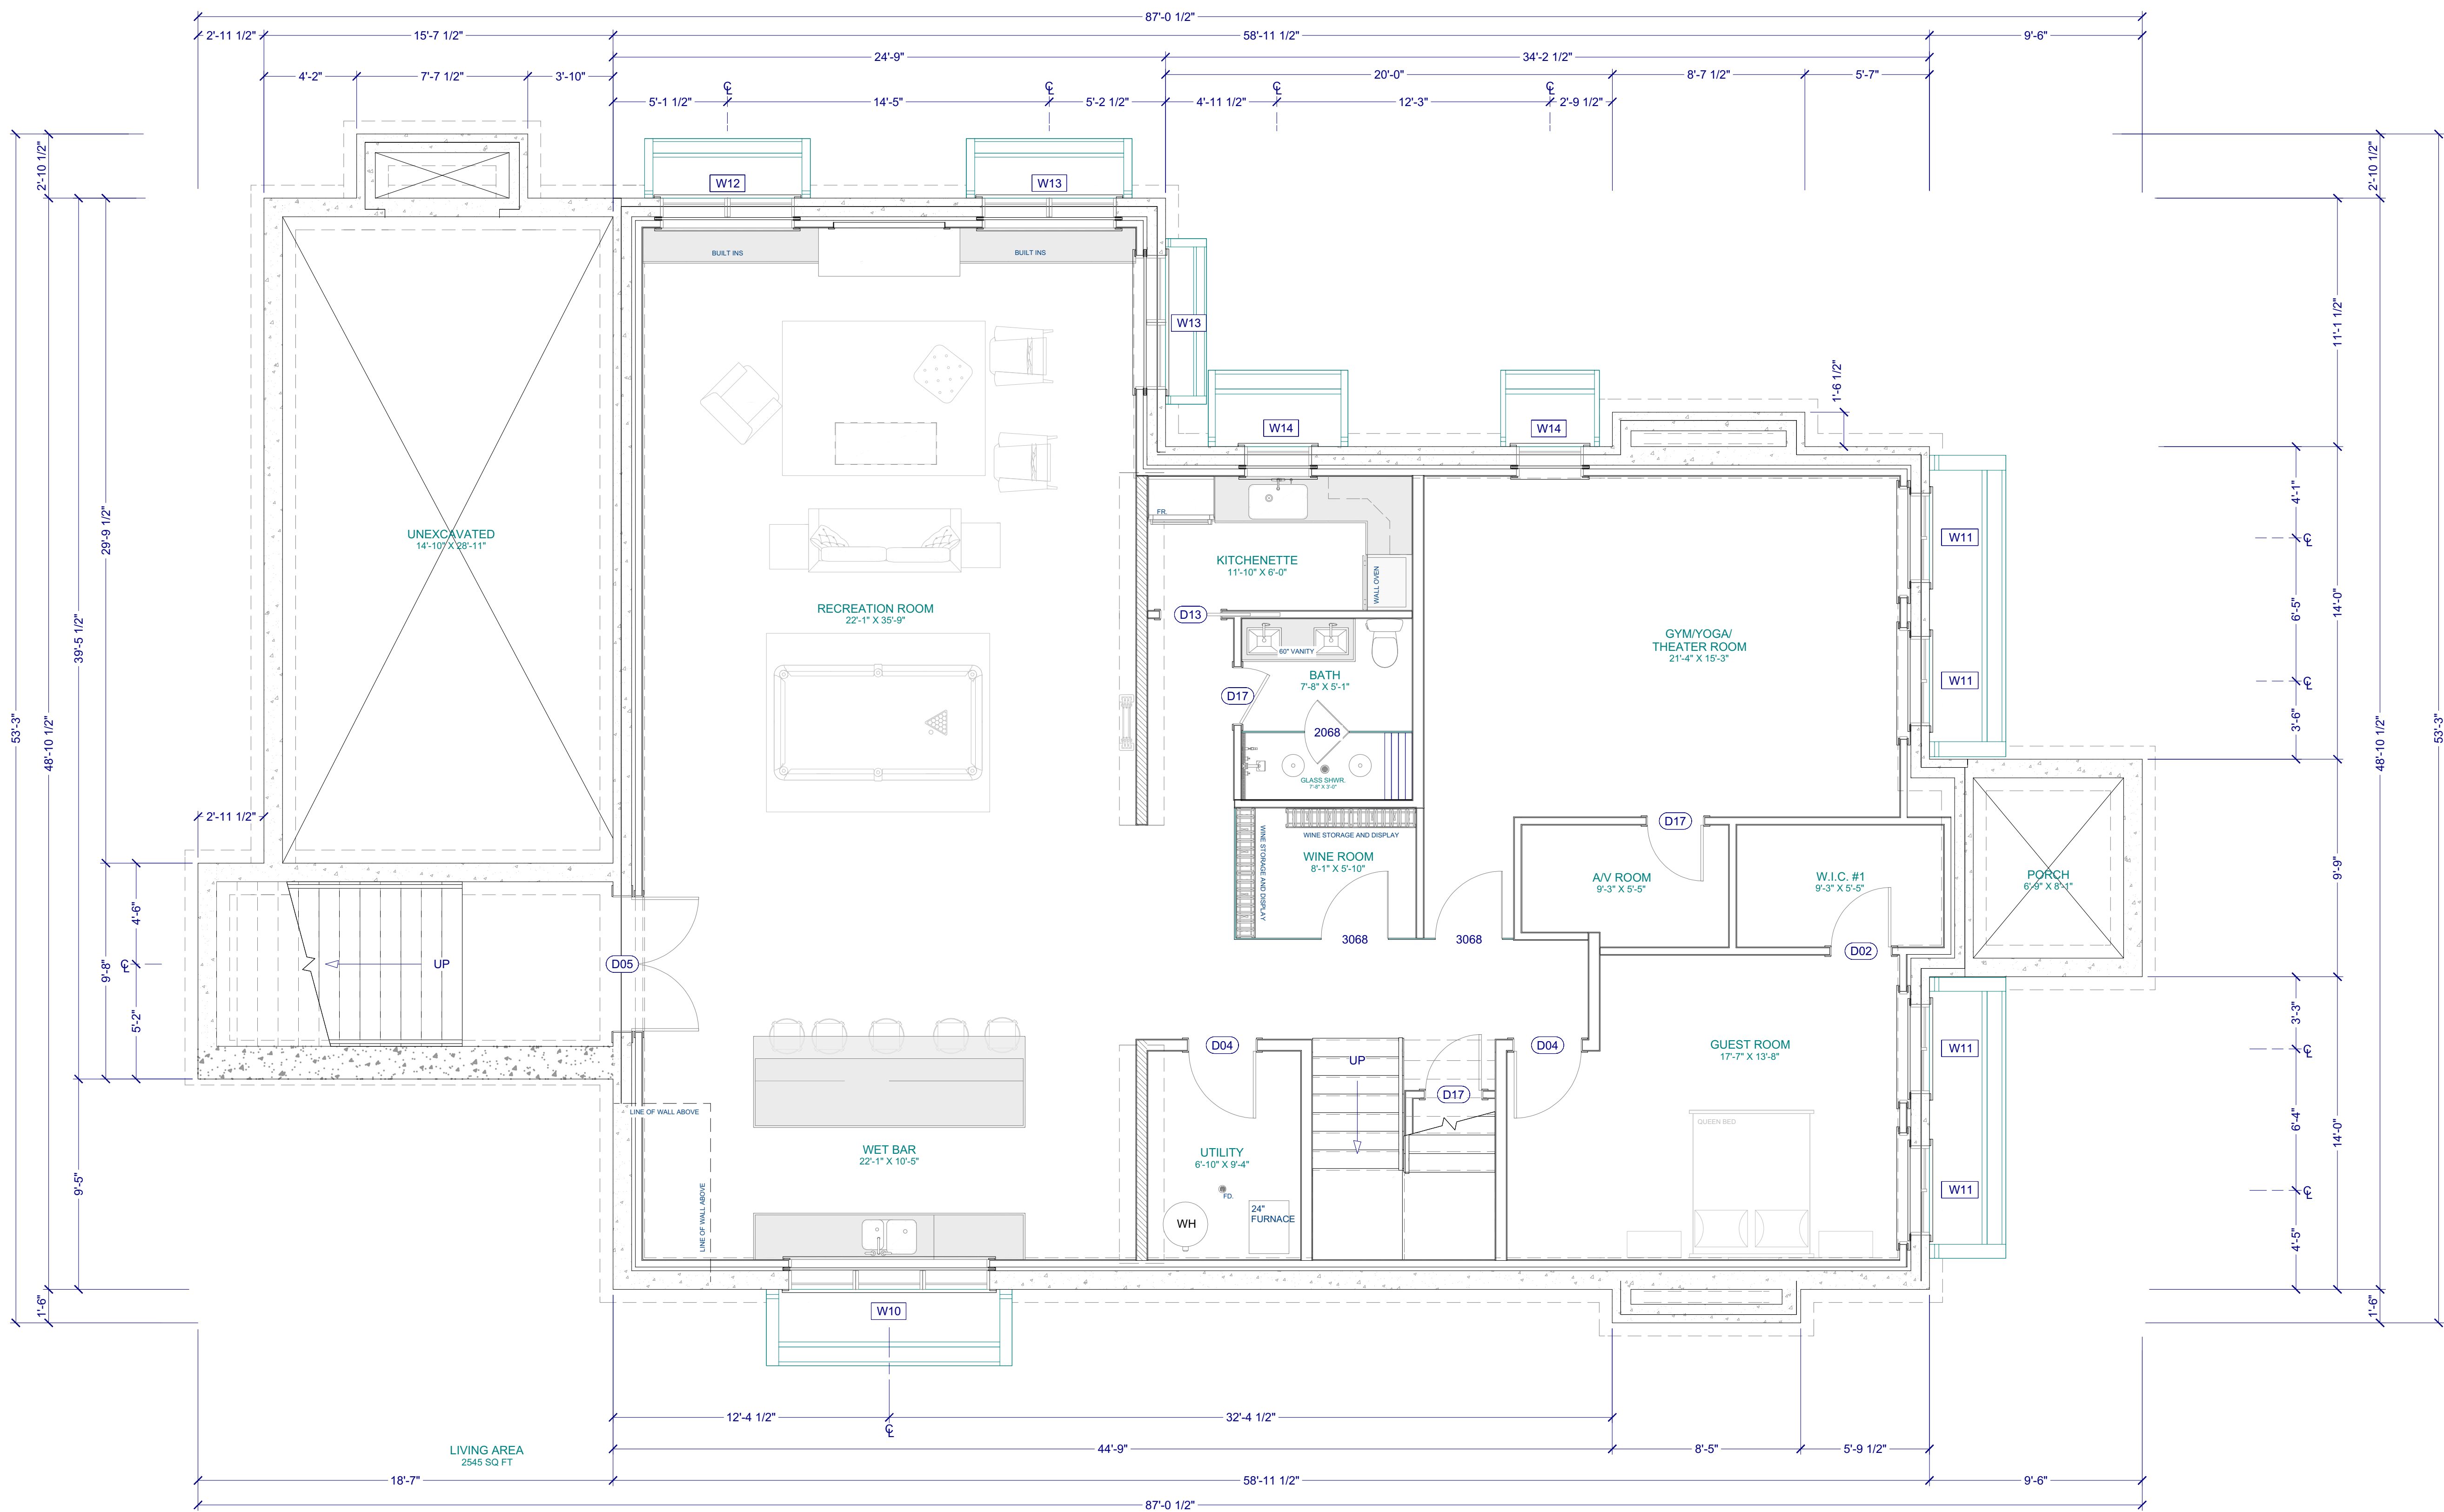 87'-0 1/2"
2'-11 1/2"
15'-7 1/2"
58'-11 1/2"
9'-6"
24'-9"
34'-2 1/2"
4'-2"
7'-7 1/2"
3'-10"
20'-0"
8'-7 1/2"
5'-7"
5'-1 1/2"
14'-5"
5'-2 1/2"
4'-11 1/2"
12'-3"
2'-9 1/2"
2'-10 1/2"
2'-10 1/2"
W12
W13
BUILT INS
BUILT INS
W13
11'-1 1/2"
1'-6 1/2"
W14
W14
4'-1"
29'-9 1/2"
UNEXCAVATED
14'-10" X 28'-11"
FR.
W11
KITCHENETTE
11'-10" X 6'-0"
WALL OVEN
RECREATION ROOM
22'-1" X 35'-9"
D13
6'-5"
14'-0"
39'-5 1/2"
GYM/YOGA/
THEATER ROOM
21'-4" X 15'-3"
60" VANITY
BATH
7'-8" X 5'-1"
D17
W11
53'-3"
48'-10 1/2"
2068
3'-6"
48'-10 1/2"
53'-3"
GLASS SHWR.
7'-8" X 3'-0"
2'-11 1/2"
D17
WINE STORAGE AND DISPLAY
WINE STORAGE AND DISPLAY
WINE ROOM
8'-1" X 5'-10"
A/V ROOM
9'-3" X 5'-5"
W.I.C. #1
9'-3" X 5'-5"
PORCH
6'-9" X 8'-1"
9'-9"
4'-6"
9'-8"
5'-2"
UP
D05
3068
3068
D02
3'-3"
D04
D04
UP
GUEST ROOM
17'-7" X 13'-8"
W11
D17
LINE OF WALL ABOVE
QUEEN BED
6'-4"
14'-0"
WET BAR
22'-1" X 10'-5"
UTILITY
6'-10" X 9'-4"
9'-5"
LINE OF WALL ABOVE
FD.
W11
WH
24"
FURNACE
4'-5"
1'-6"
W10
1'-6"
12'-4 1/2"
32'-4 1/2"
LIVING AREA
2545 SQ FT
44'-9"
8'-5"
5'-9 1/2"
18'-7"
58'-11 1/2"
9'-6"
87'-0 1/2"